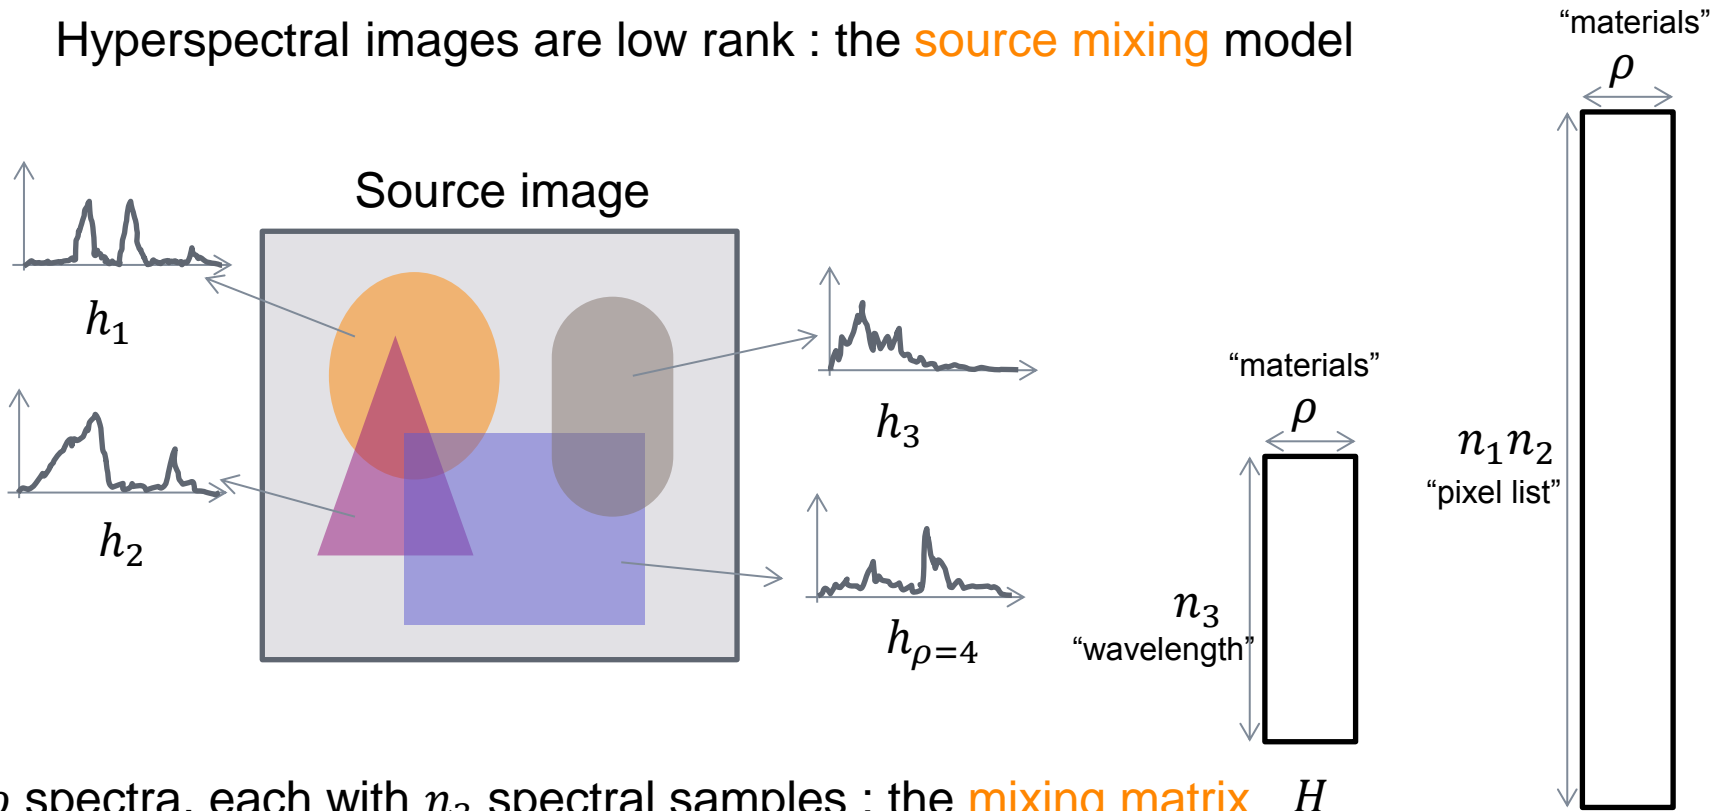 Hyperspectral images are low rank : the source mixing model
Source image
h₁
h₂
h₃
h_{ρ=4}
"materials"
ρ
n₃
"wavelength"
H
"materials"
ρ
n₁n₂
"pixel list"
ρ spectra, each with n₃ spectral samples : the mixing matrix